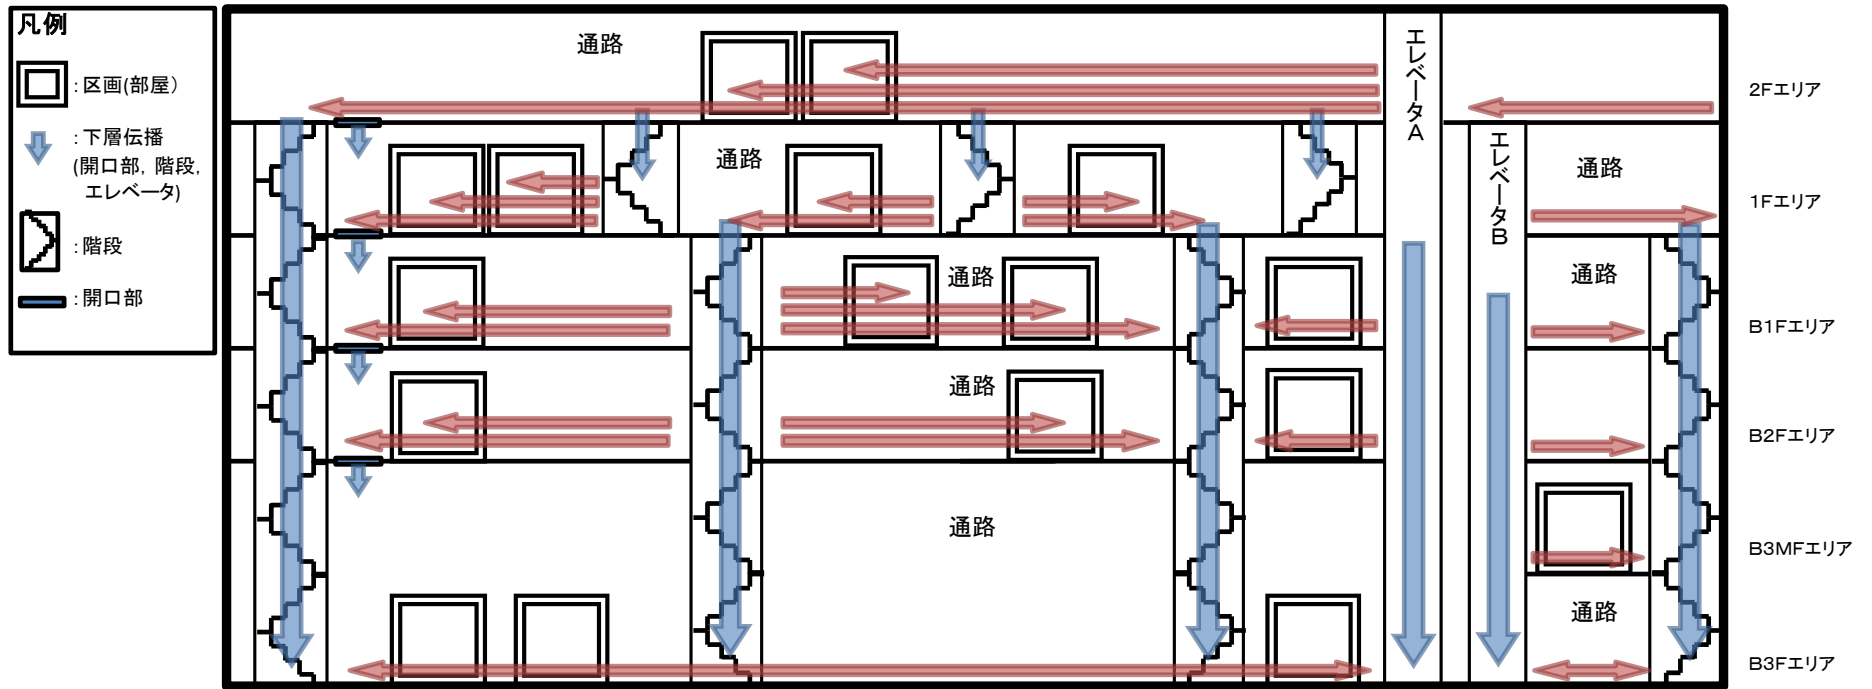 凡例
：区画(部屋）
：下層伝播
(開口部，階段，
エレベータ)
：階段
：開口部
通路
エレベータA
2Fエリア
通路
エレベータB
通路
1Fエリア
通路
通路
B1Fエリア
通路
B2Fエリア
通路
B3MFエリア
通路
B3Fエリア